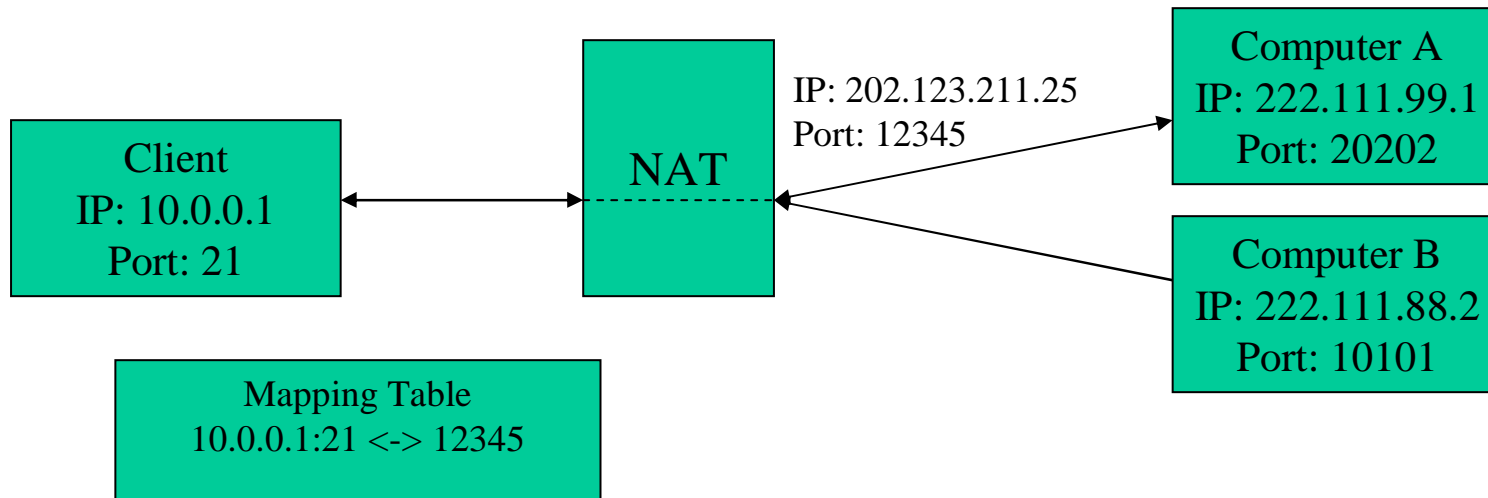 Client
IP: 10.0.0.1
Port: 21
NAT
IP: 202.123.211.25
Port: 12345
Computer A
IP: 222.111.99.1
Port: 20202
Computer B
IP: 222.111.88.2
Port: 10101
Mapping Table
10.0.0.1:21 <-> 12345